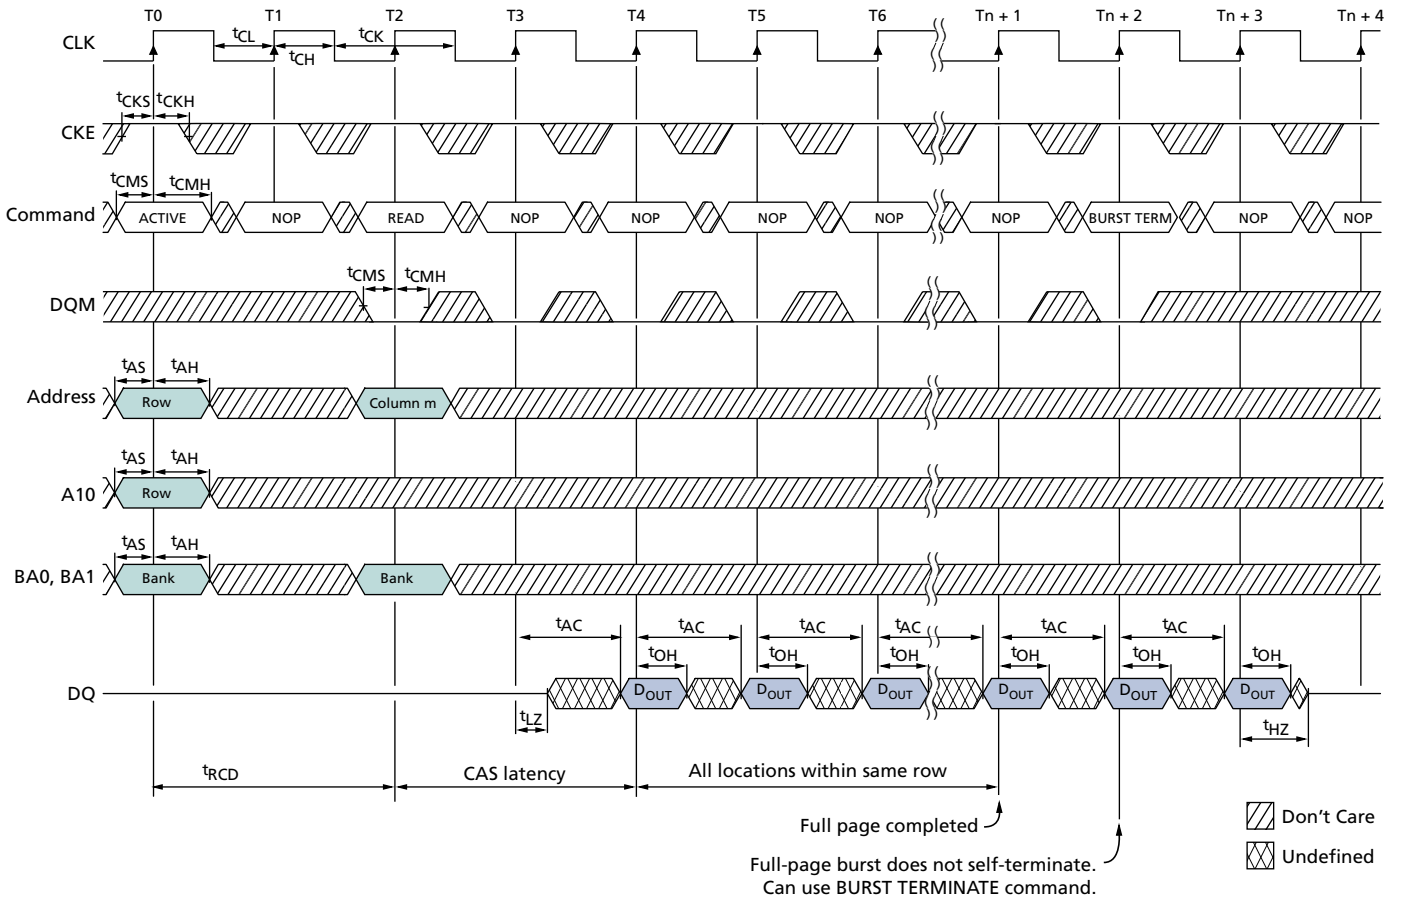 T0 T1 T2 T3 T4 T5 T6 Tn + 1 Tn + 2 Tn + 3 Tn + 4
CLK tCL tCH tCK
tCKS tCKH
CKE
tCMS tCMH
Command ACTIVE NOP READ NOP NOP NOP NOP NOP BURST TERM NOP NOP
tCMS tCMH
DQM
tAS tAH
Address Row Column m
tAS tAH
A10 Row
tAS tAH
BA0, BA1 Bank Bank
tAC tAC tAC tAC tAC tAC
tOH tOH tOH tOH tOH tOH
DQ DOUT DOUT DOUT DOUT DOUT DOUT
tLZ tHZ
tRCD CAS latency All locations within same row
Full page completed
Full-page burst does not self-terminate.
Can use BURST TERMINATE command.
Don't Care
Undefined